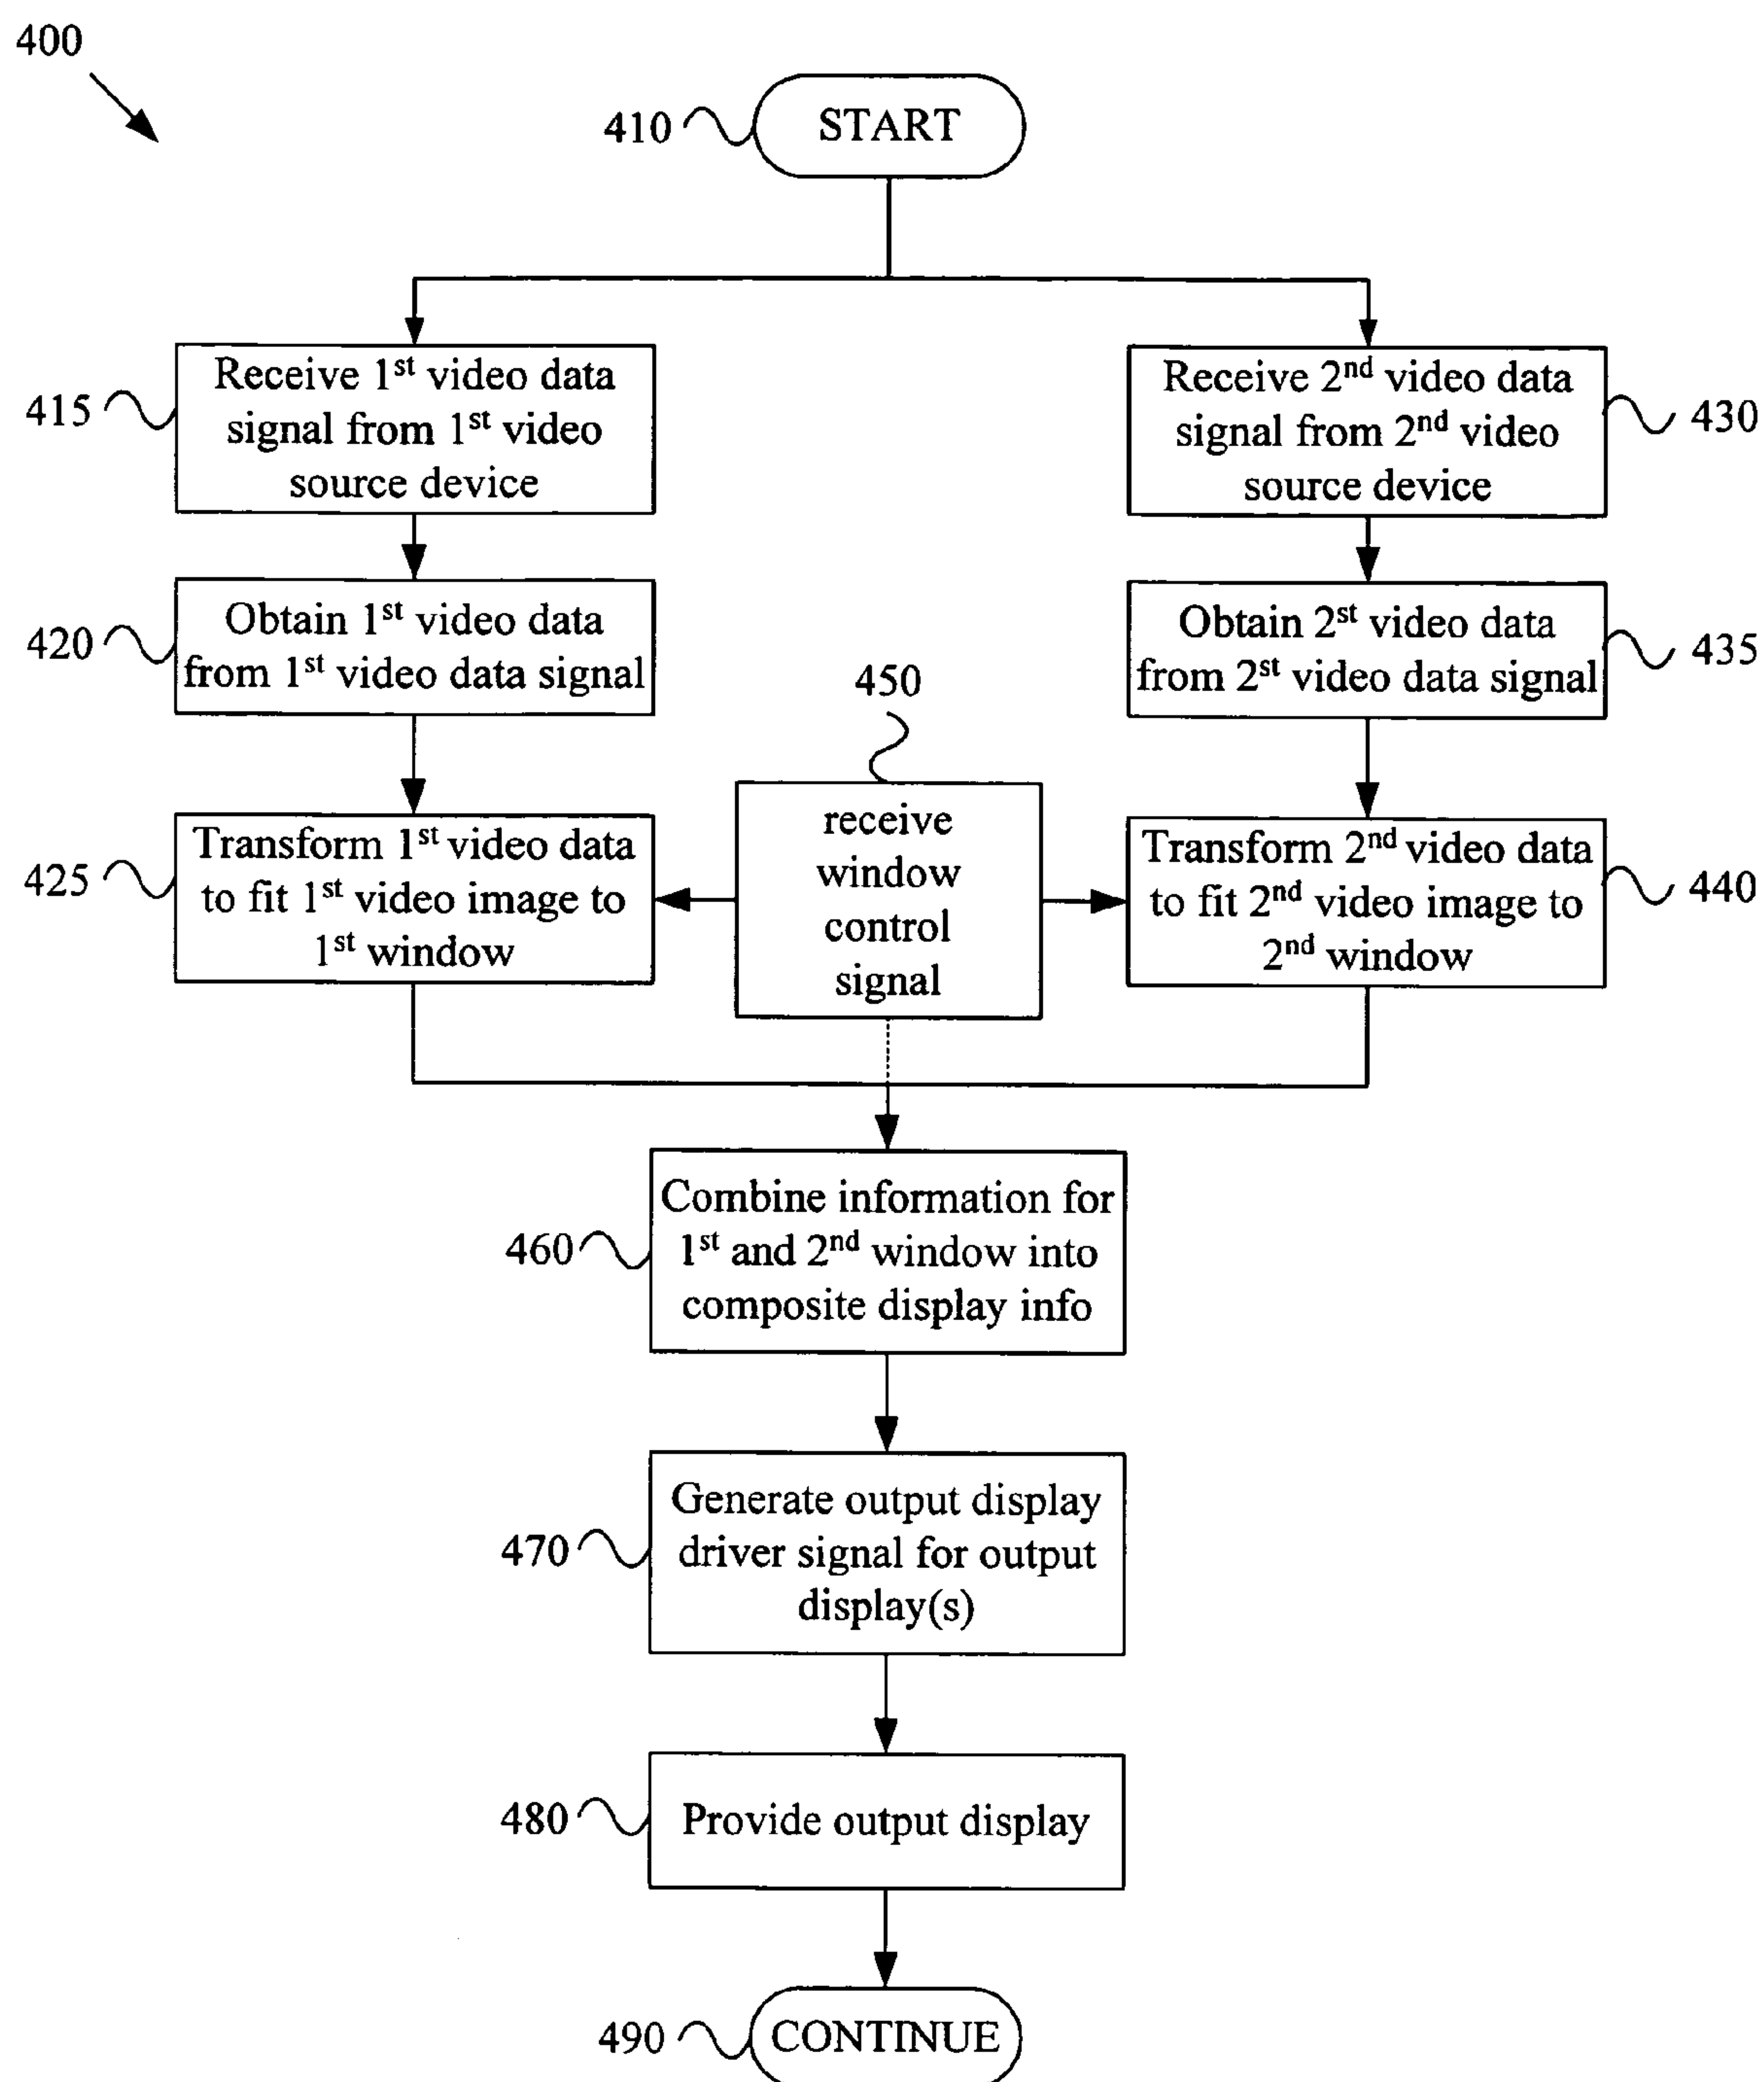 400
410
START
Receive 1st video data
signal from 1st video
source device
415
Receive 2nd video data
signal from 2nd video
source device
430
Obtain 1st video data
from 1st video data signal
420
Obtain 2st video data
from 2st video data signal
435
450
receive
window
control
signal
Transform 1st video data
to fit 1st video image to
1st window
425
Transform 2nd video data
to fit 2nd video image to
2nd window
440
Combine information for
1st and 2nd window into
composite display info
460
Generate output display
driver signal for output
display(s)
470
480
Provide output display
490
CONTINUE